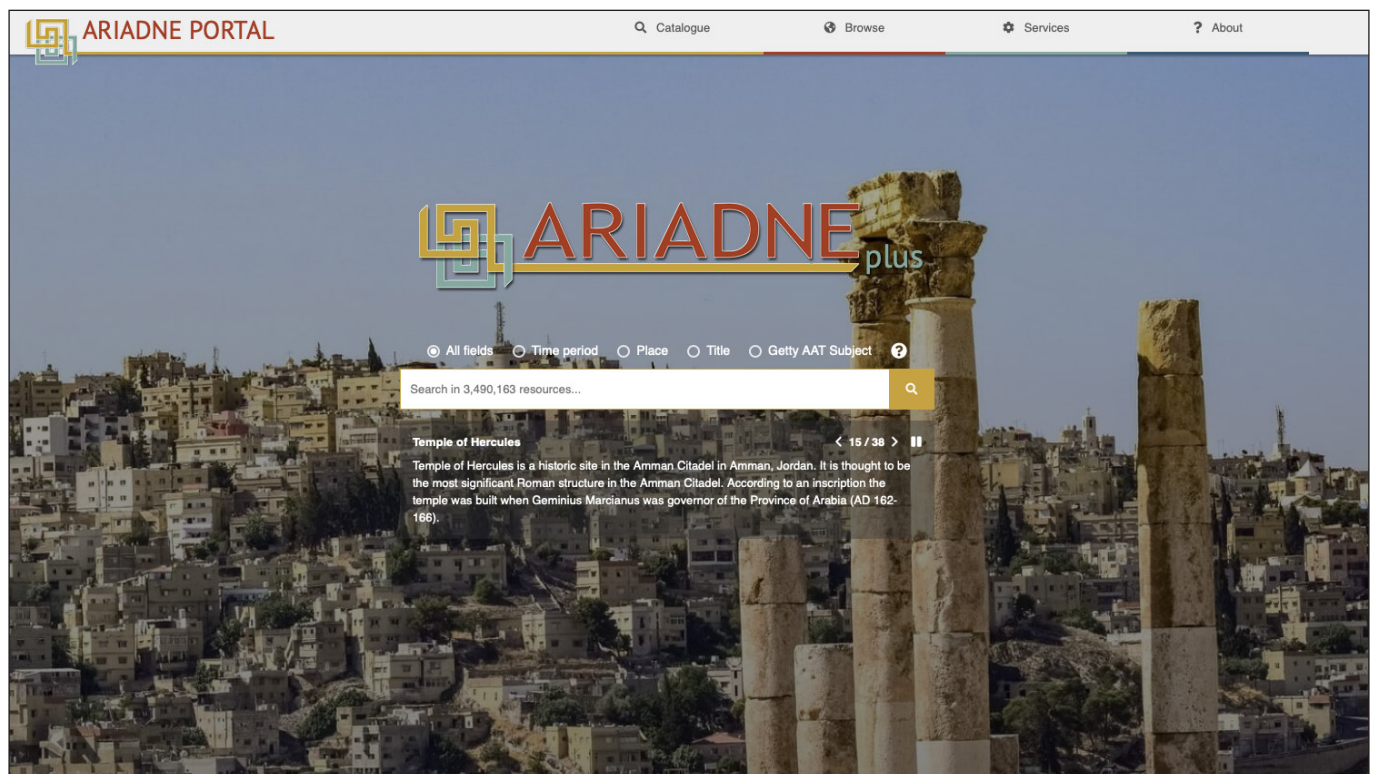 ARIADNE PORTAL
Catalogue
Browse
Services
? About
ARIADNE
plus
All fields
Time period
Place
Title
Getty AAT Subject
?
Search in 3,490,163 resources...
Temple of Hercules
< 15 / 38 >
Temple of Hercules is a historic site in the Amman Citadel in Amman, Jordan. It is thought to be
the most significant Roman structure in the Amman Citadel. According to an inscription the
temple was built when Geminius Marcianus was governor of the Province of Arabia (AD 162-
166).